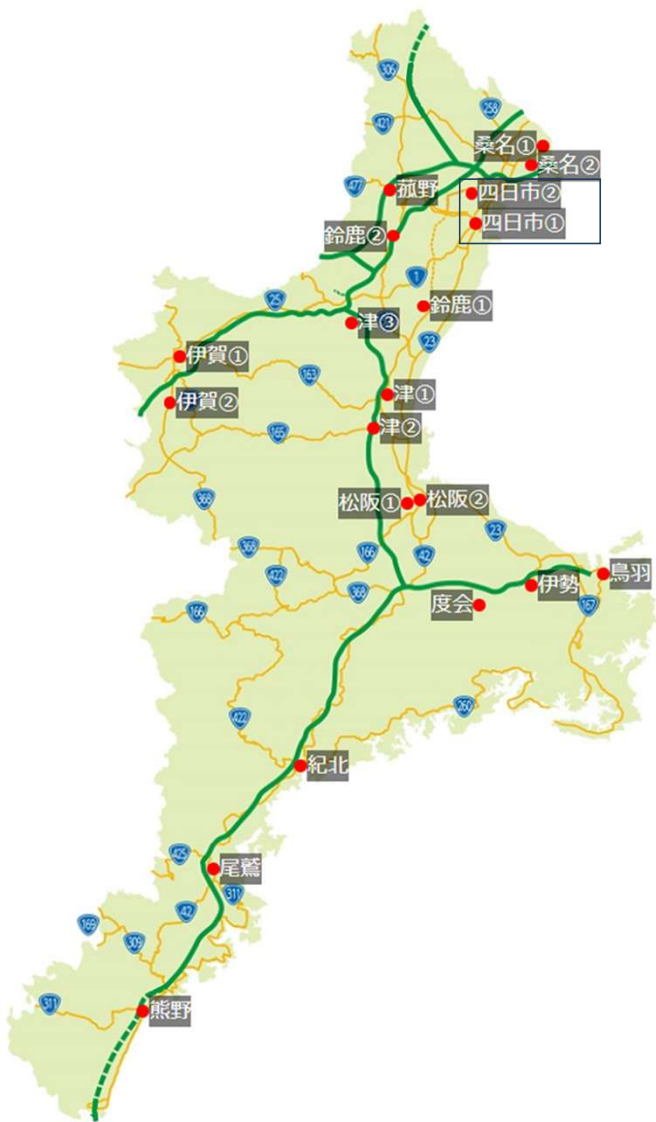 306
258
421
桑名①
桑名②
477
菰野
四日市②
四日市①
鈴鹿②
1
25
鈴鹿①
津③
23
伊賀①
163
津①
伊賀②
165
津②
368
松阪①
松阪②
23
368
166
42
422
368
伊勢
鳥羽
度会
167
166
422
260
紀北
425
尾鷲
311
42
169
309
311
熊野